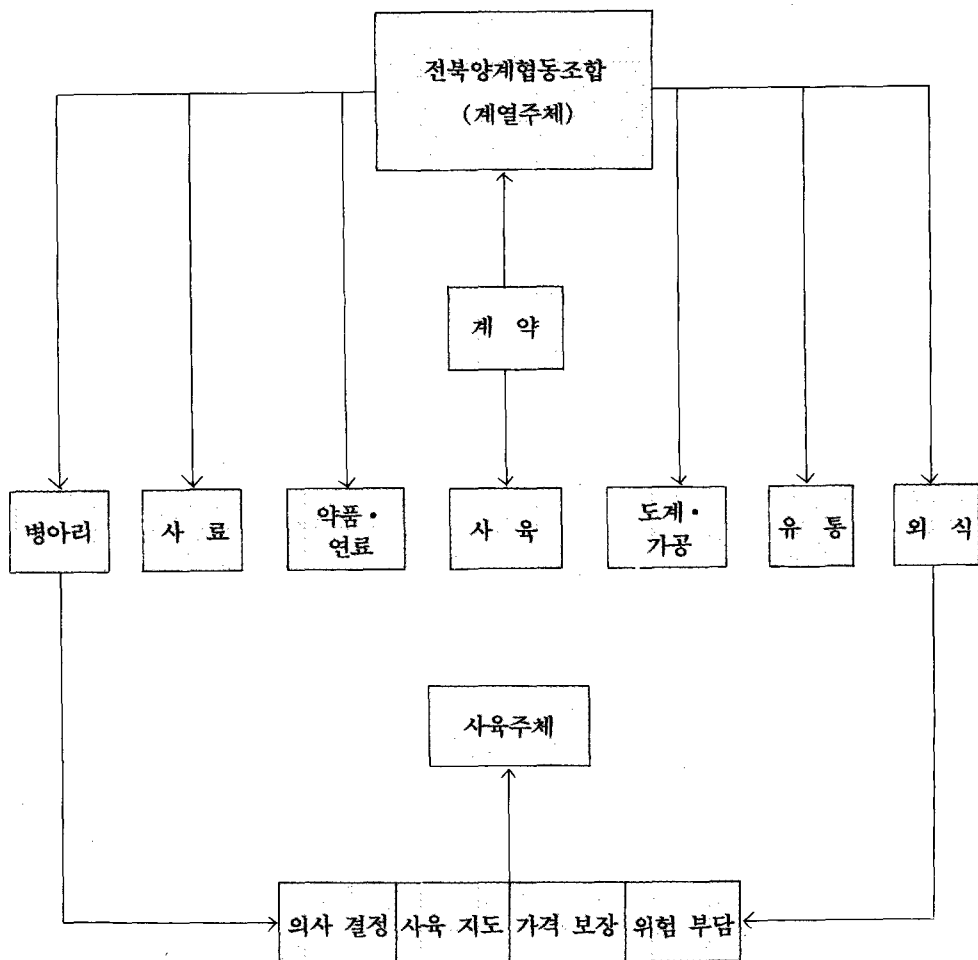 전북양계협동조합
(계열주체)
계 약
병아리
사 료
약품·
연료
사 육
도계·
가공
유 통
외 식
사육주체
의사 결정
사육 지도
가격 보장
위험 부담